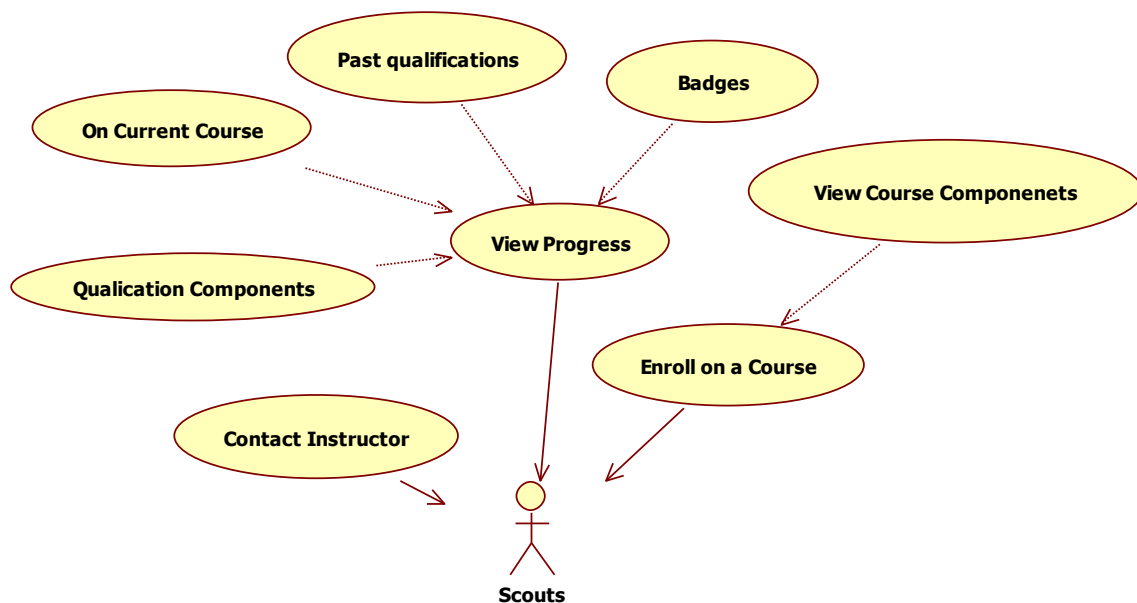 Past qualifications
Badges
On Current Course
View Course Componenets
View Progress
Qualication Components
Enroll on a Course
Contact Instructor
Scouts